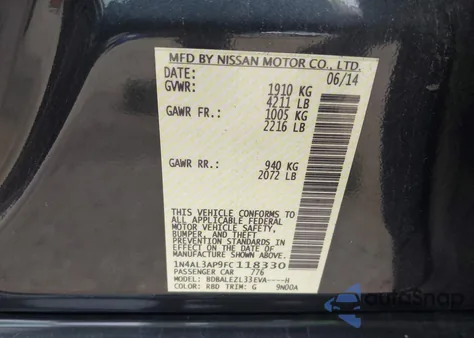 MFD BY NISSAN MOTOR CO., LTD.
DATE: 06/14
GVWR: 1910 KG
4211 LB
GAWR FR: 1005 KG
2216 LB
GAWR RR: 940 KG
2072 LB
THIS VEHICLE CONFORMS TO
ALL APPLICABLE FEDERAL
MOTOR VEHICLE SAFETY,
BUMPER, AND THEFT
PREVENTION STANDARDS IN
EFFECT ON THE DATE OF
MANUFACTURE SHOWN ABOVE.
1N4AL3AP9FC118330
PASSENGER CAR 776
MODEL: BDBALEZL33EVA----H
COLOR: RBD TRIM: G 9N00A
autoSnap